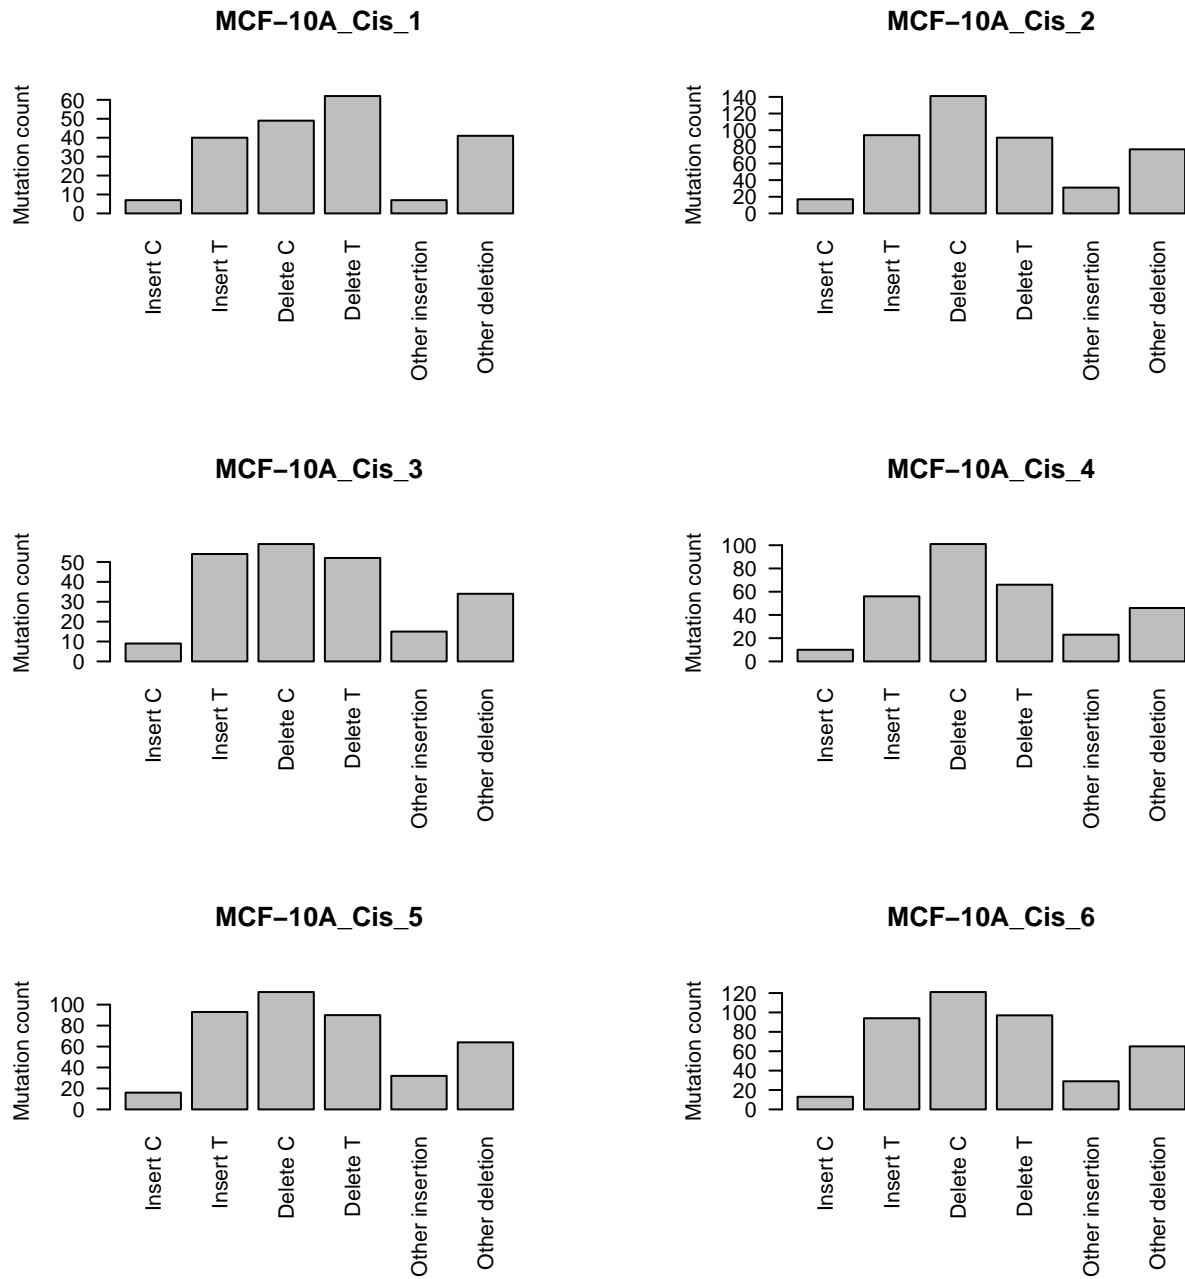 MCF−10A_Cis_1
Mutation count
60
50
40
30
20
10
0
Insert C
Insert T
Delete C
Delete T
Other insertion
Other deletion
MCF−10A_Cis_2
Mutation count
140
120
100
80
60
40
20
0
Insert C
Insert T
Delete C
Delete T
Other insertion
Other deletion
MCF−10A_Cis_3
Mutation count
50
40
30
20
10
0
Insert C
Insert T
Delete C
Delete T
Other insertion
Other deletion
MCF−10A_Cis_4
Mutation count
100
80
60
40
20
0
Insert C
Insert T
Delete C
Delete T
Other insertion
Other deletion
MCF−10A_Cis_5
Mutation count
100
80
60
40
20
0
Insert C
Insert T
Delete C
Delete T
Other insertion
Other deletion
MCF−10A_Cis_6
Mutation count
120
100
80
60
40
20
0
Insert C
Insert T
Delete C
Delete T
Other insertion
Other deletion